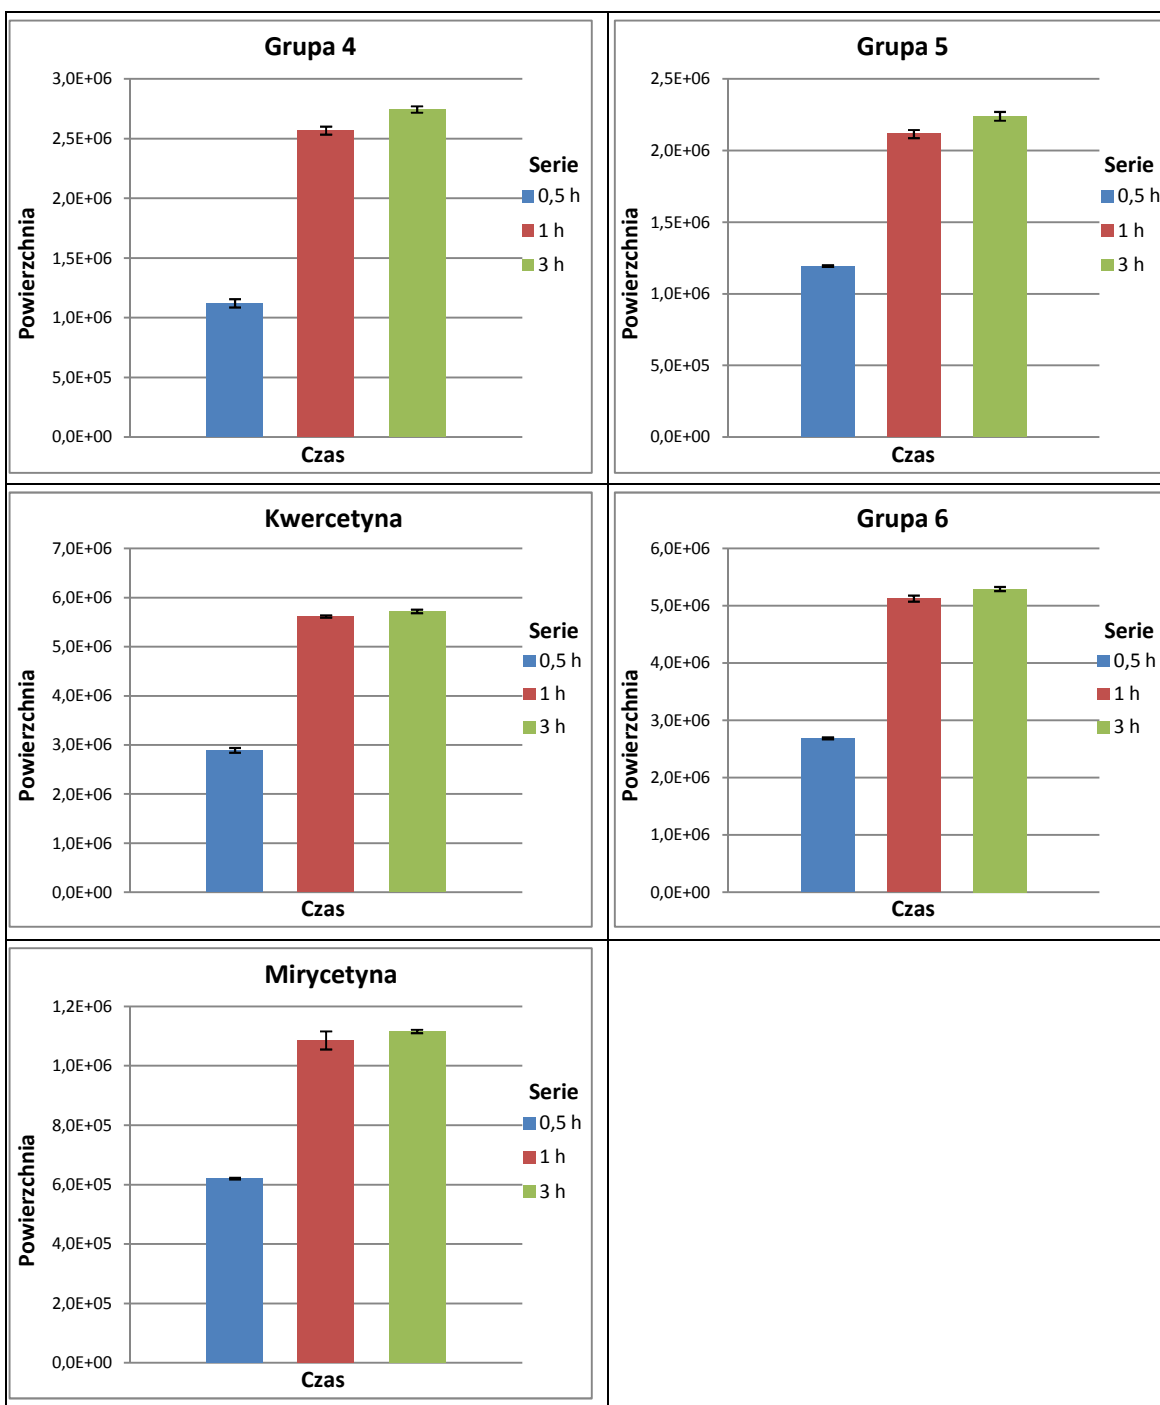 Grupa 4
3,0E+06
2,5E+06
2,0E+06
1,5E+06
1,0E+06
5,0E+05
0,0E+00
Powierzchnia
Czas
Serie
0,5 h
1 h
3 h
Grupa 5
2,5E+06
2,0E+06
1,5E+06
1,0E+06
5,0E+05
0,0E+00
Powierzchnia
Czas
Serie
0,5 h
1 h
3 h
Kwercetyna
7,0E+06
6,0E+06
5,0E+06
4,0E+06
3,0E+06
2,0E+06
1,0E+06
0,0E+00
Powierzchnia
Czas
Serie
0,5 h
1 h
3 h
Grupa 6
6,0E+06
5,0E+06
4,0E+06
3,0E+06
2,0E+06
1,0E+06
0,0E+00
Powierzchnia
Czas
Serie
0,5 h
1 h
3 h
Mirycetyna
1,2E+06
1,0E+06
8,0E+05
6,0E+05
4,0E+05
2,0E+05
0,0E+00
Powierzchnia
Czas
Serie
0,5 h
1 h
3 h